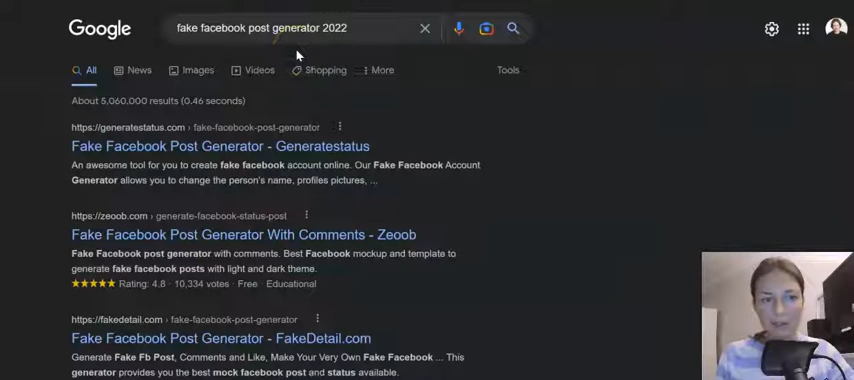 Google
fake facebook post generator 2022
All News Images Videos Shopping More Tools
About 5,060,000 results (0.46 seconds)
https://generatestatus.com › fake-facebook-post-generator
Fake Facebook Post Generator - Generatestatus
An awesome tool for you to create fake facebook account online. Our Fake Facebook Account
Generator allows you to change the person's name, profiles pictures, ...
https://zeoob.com › generate-facebook-status-post
Fake Facebook Post Generator With Comments - Zeoob
Fake Facebook post generator with comments. Best Facebook mockup and template to
generate fake facebook posts with light and dark theme.
★★★★★ Rating: 4.8 · 10,334 votes · Free · Educational
https://fakedetail.com › fake-facebook-post-generator
Fake Facebook Post Generator - FakeDetail.com
Generate Fake Fb Post, Comments and Like, Make Your Very Own Fake Facebook ... This
generator provides you the best mock facebook post and status available.